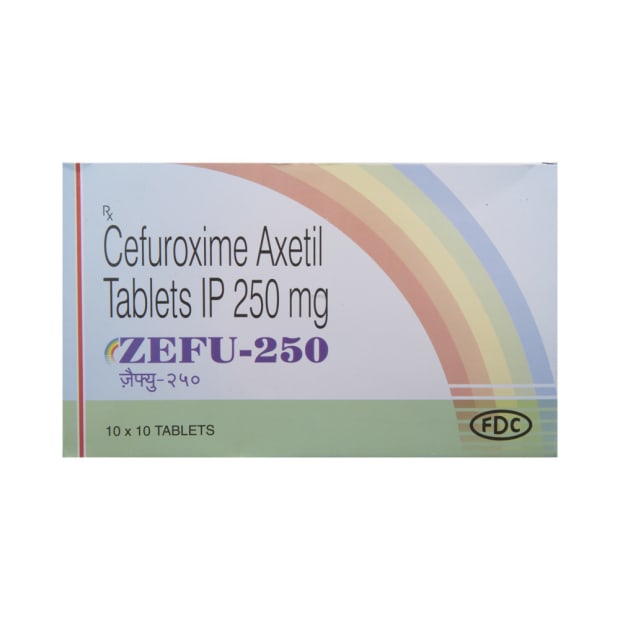 Rx
Cefuroxime Axetil
Tablets IP 250 mg
ZEFU-250
ज़ैफ्यु-२५०
10 x 10 TABLETS
FDC